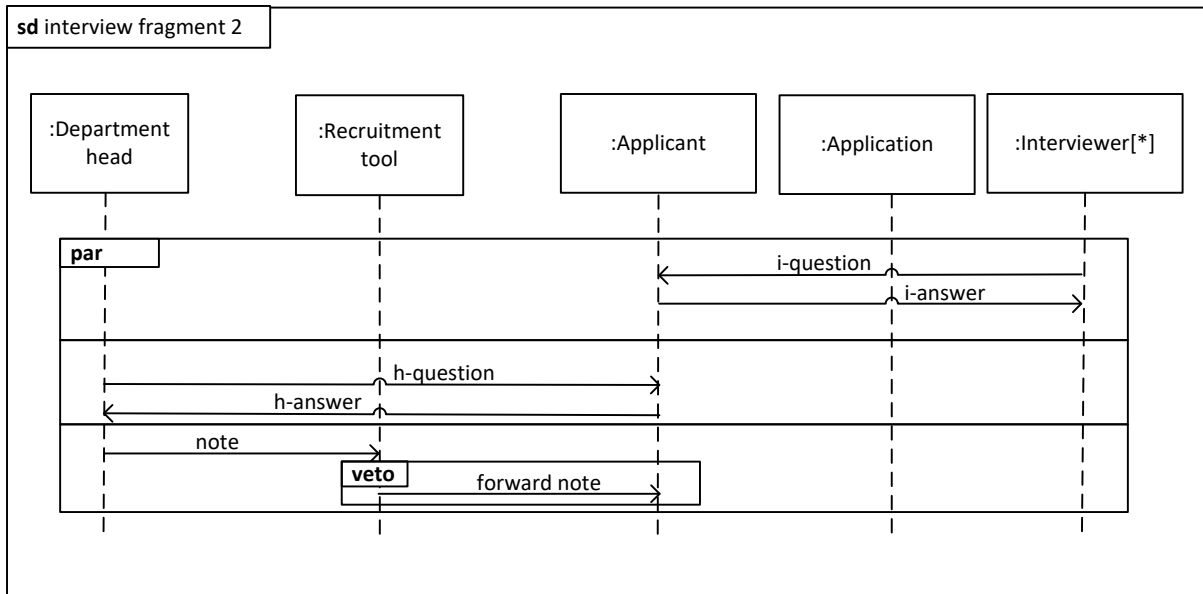 sd interview fragment 2
:Department
head
:Recruitment
tool
:Applicant
:Application
:Interviewer[*]
par
i-question
i-answer
h-question
h-answer
note
veto
forward note